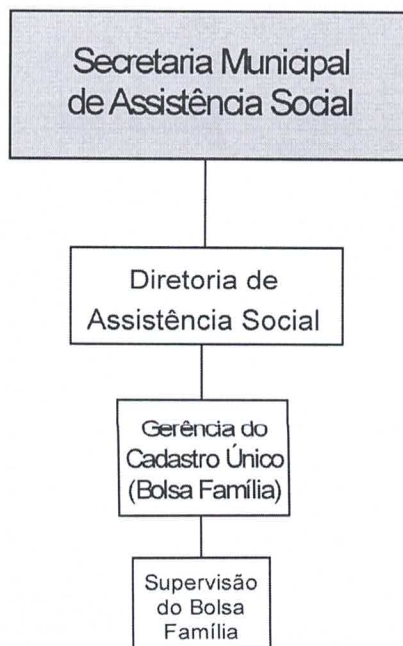 Secretaria Municipal
de Assistência Social
Diretoria de
Assistência Social
Gerência do
Cadastro Único
(Bolsa Família)
Supervisão
do Bolsa
Família